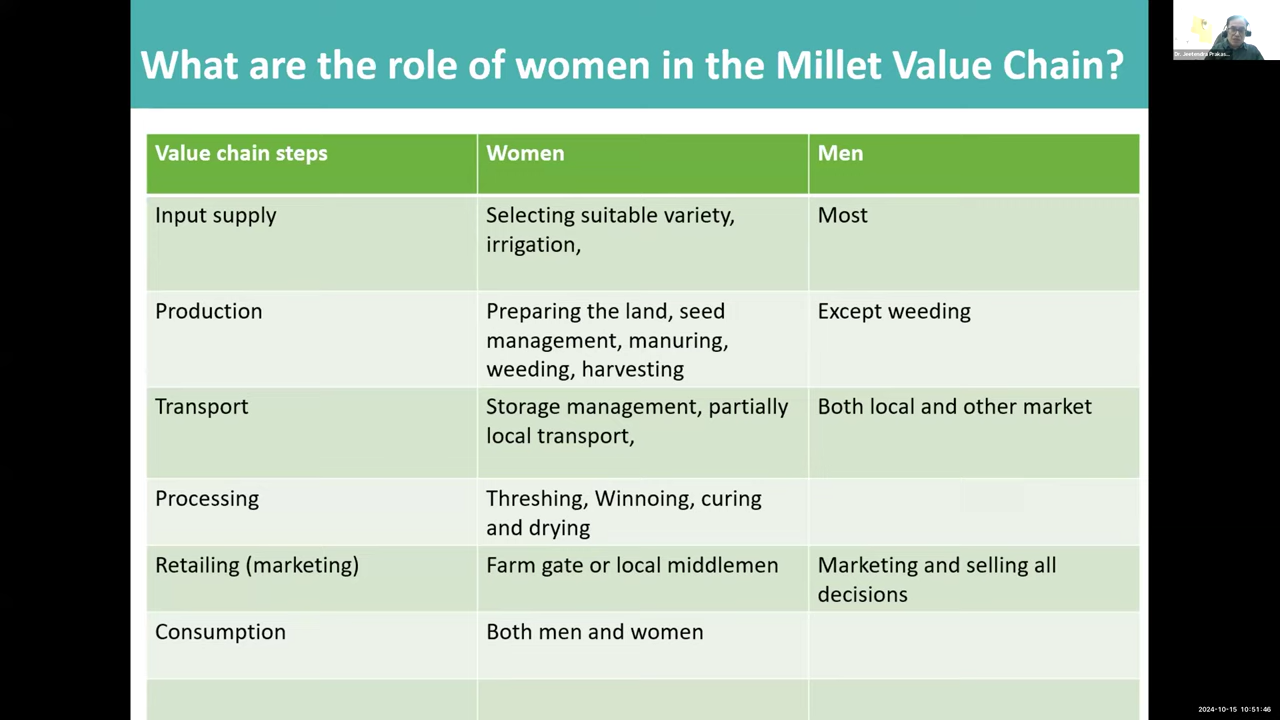 What are the role of women in the Millet Value Chain?
Dr. Jeetendra Prakas...
Value chain steps
Women
Men
Input supply
Selecting suitable variety,
irrigation,
Most
Production
Preparing the land, seed
management, manuring,
weeding, harvesting
Except weeding
Transport
Storage management, partially
local transport,
Both local and other market
Processing
Threshing, Winnoing, curing
and drying
Retailing (marketing)
Farm gate or local middlemen
Marketing and selling all
decisions
Consumption
Both men and women
2024-10-15 10:51:46